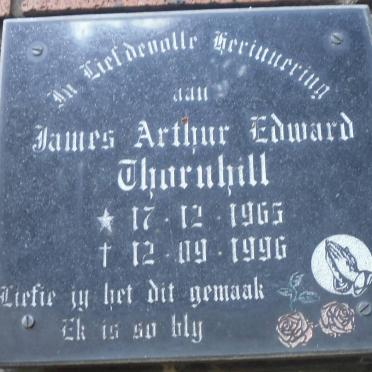 In Liefdevolle Herinnering
aan
James Arthur Edward
Thornhill
★ 17 · 12 · 1965
† 12 · 09 · 1996
Liefie jy het dit gemaak
Ek is so bly